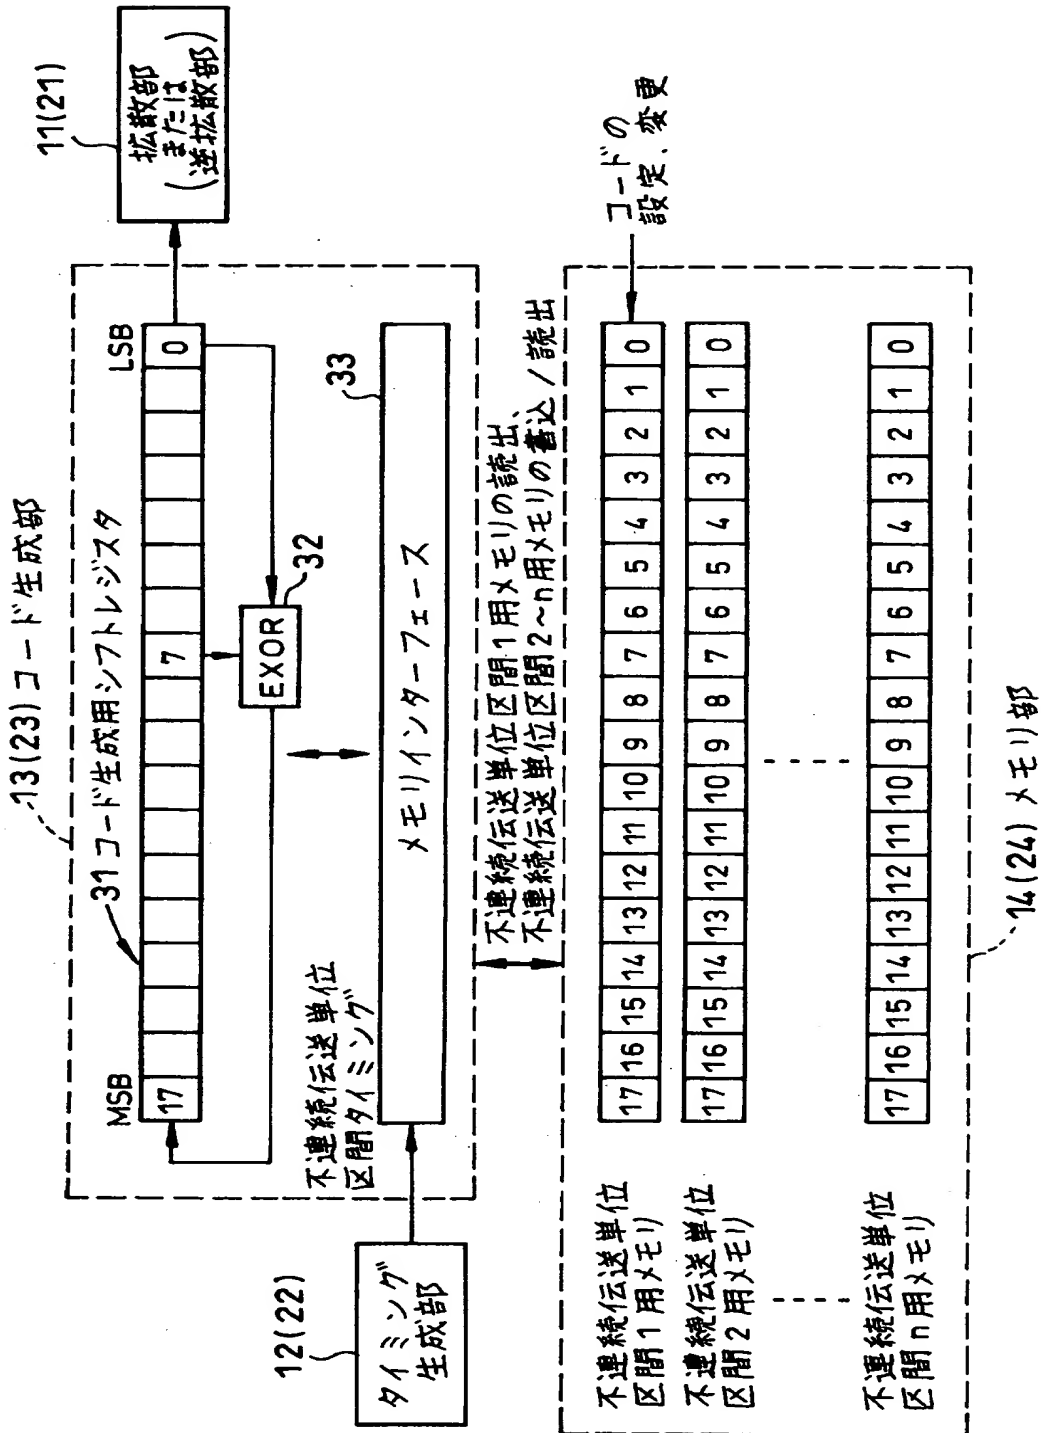 11(21)
拡散部
または
(逆拡散部)
13(23)コード生成部
31コード生成用シフトレジスタ
MSB
LSB
17
7
0
EXOR
32
不連続伝送単位
区間タイミング
33
メモリインターフェース
12(22)
タイミング
生成部
不連続伝送単位区間1用メモリの読出、
不連続伝送単位区間2~n用メモリの書込/読出
コードの
設定、変更
不連続伝送単位
区間1用メモリ
17 16 15 14 13 12 11 10 9 8 7 6 5 4 3 2 1 0
不連続伝送単位
区間2用メモリ
17 16 15 14 13 12 11 10 9 8 7 6 5 4 3 2 1 0
不連続伝送単位
区間n用メモリ
17 16 15 14 13 12 11 10 9 8 7 6 5 4 3 2 1 0
14(24)メモリ部